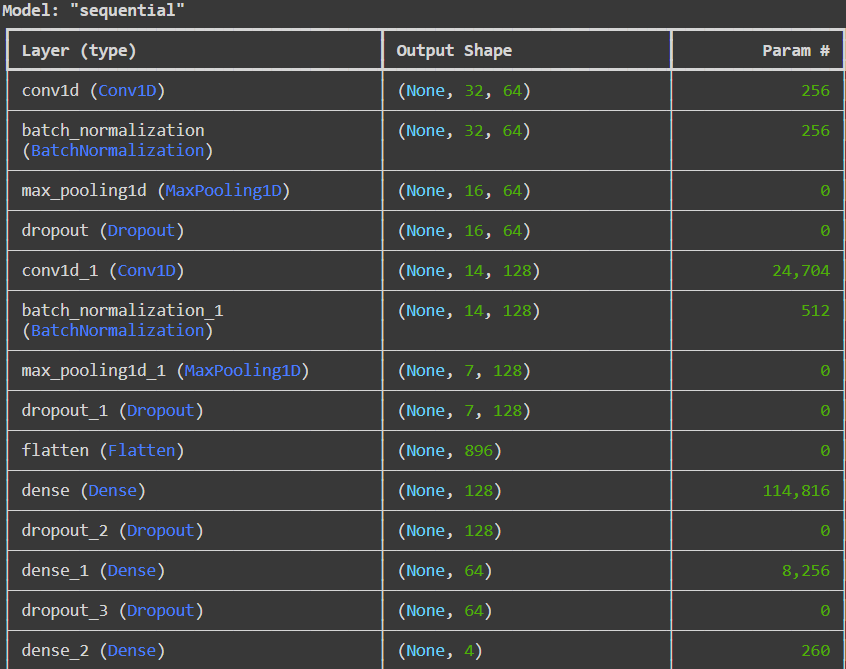 Model: "sequential"
Layer (type) Output Shape Param #
conv1d (Conv1D) (None, 32, 64) 256
batch_normalization (None, 32, 64) 256
(BatchNormalization)
max_pooling1d (MaxPooling1D) (None, 16, 64) 0
dropout (Dropout) (None, 16, 64) 0
conv1d_1 (Conv1D) (None, 14, 128) 24,704
batch_normalization_1 (None, 14, 128) 512
(BatchNormalization)
max_pooling1d_1 (MaxPooling1D) (None, 7, 128) 0
dropout_1 (Dropout) (None, 7, 128) 0
flatten (Flatten) (None, 896) 0
dense (Dense) (None, 128) 114,816
dropout_2 (Dropout) (None, 128) 0
dense_1 (Dense) (None, 64) 8,256
dropout_3 (Dropout) (None, 64) 0
dense_2 (Dense) (None, 4) 260